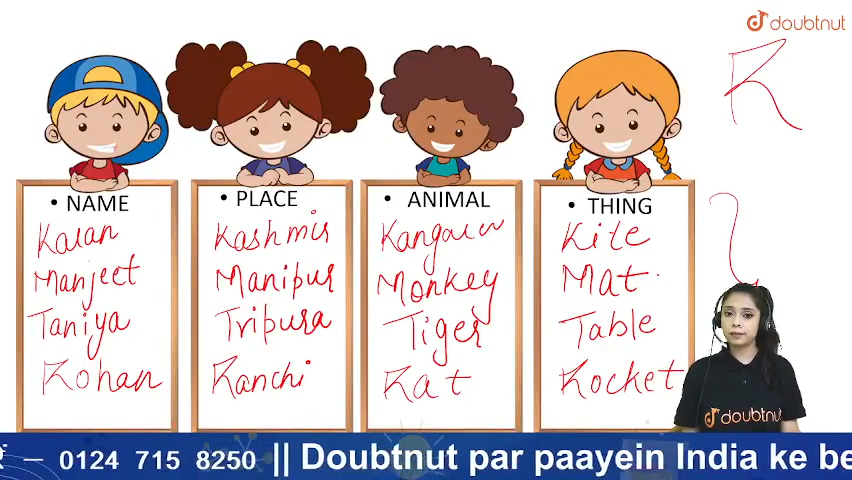 doubtnut
R
• NAME
Karan
Manjeet
Taniya
Rohan
• PLACE
Kashmir
Manipur
Tripura
Ranchi
• ANIMAL
Kangaroo
Monkey
Tiger
Rat
• THING
Kite
Mat.
Table
Rocket
doubtnut
– 0124 715 8250 || Doubtnut par paayein India ke be